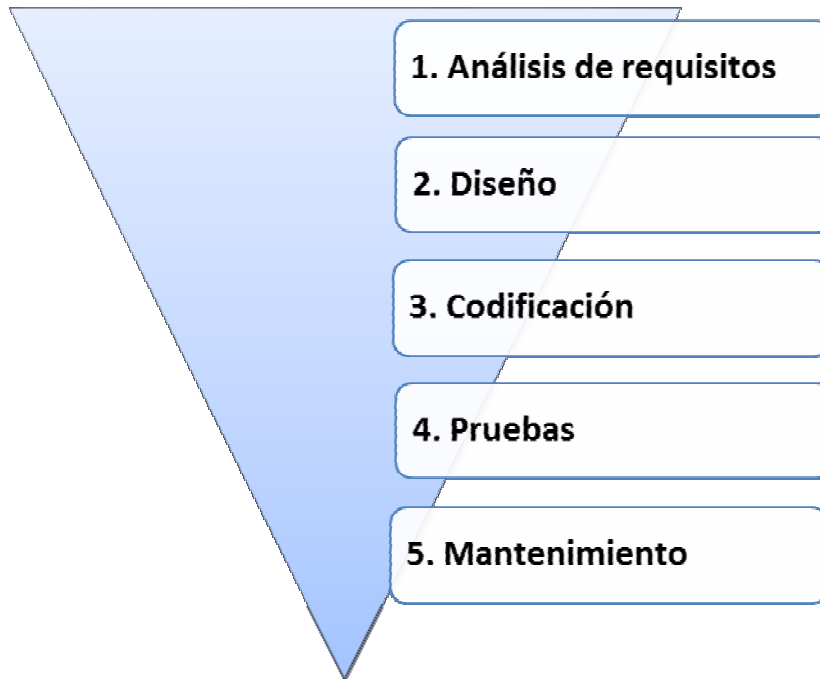 1. Análisis de requisitos
2. Diseño
3. Codificación
4. Pruebas
5. Mantenimiento